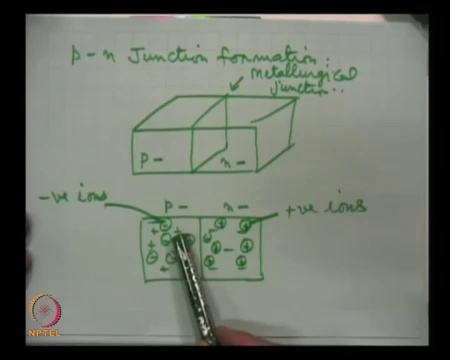 p-n Junction formation:
metallurgical
junction..
p- n-
-ve ions p- n- +ve ions
NPTEL